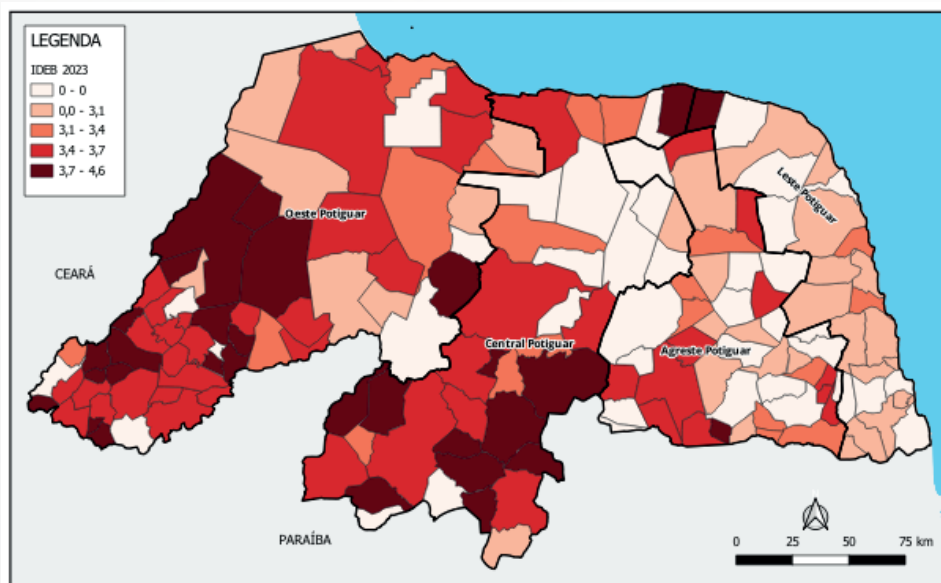 LEGENDA
IDEB 2023
0 - 0
0,0 - 3,1
3,1 - 3,4
3,4 - 3,7
3,7 - 4,6
Leste Potiguar
Oeste Potiguar
CEARÁ
Central Potiguar
Agreste Potiguar
PARAÍBA
0 25 50 75 km